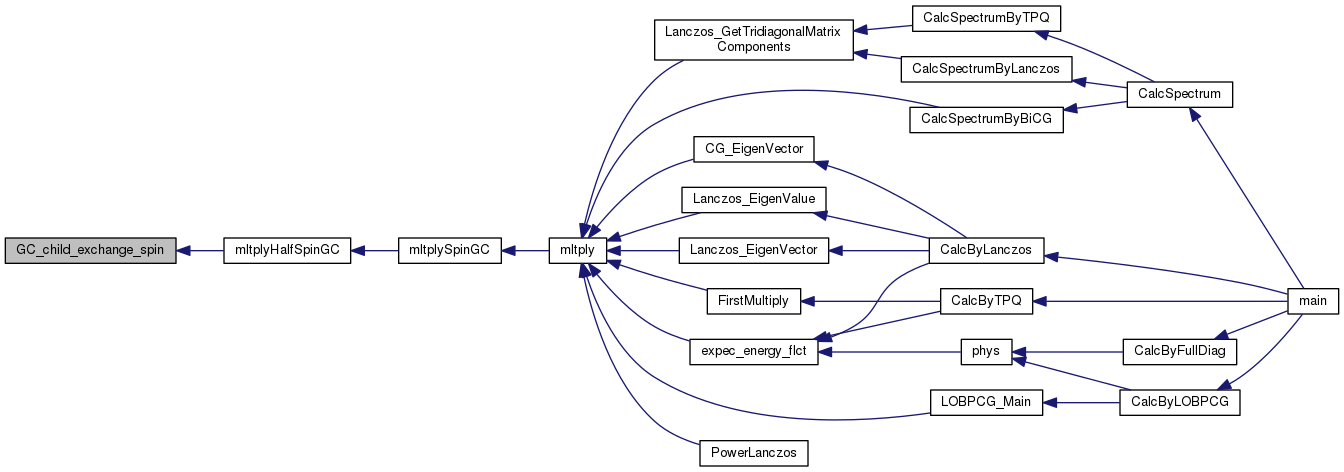 GC_child_exchange_spin
mltplyHalfSpinGC
mltplySpinGC
mltply
Lanczos_GetTridiagonalMatrix
Components
CalcSpectrumByTPQ
CalcSpectrumByLanczos
CalcSpectrumByBiCG
CalcSpectrum
CG_EigenVector
Lanczos_EigenValue
Lanczos_EigenVector
CalcByLanczos
FirstMultiply
CalcByTPQ
main
expec_energy_flct
phys
CalcByFullDiag
LOBPCG_Main
CalcByLOBPCG
PowerLanczos